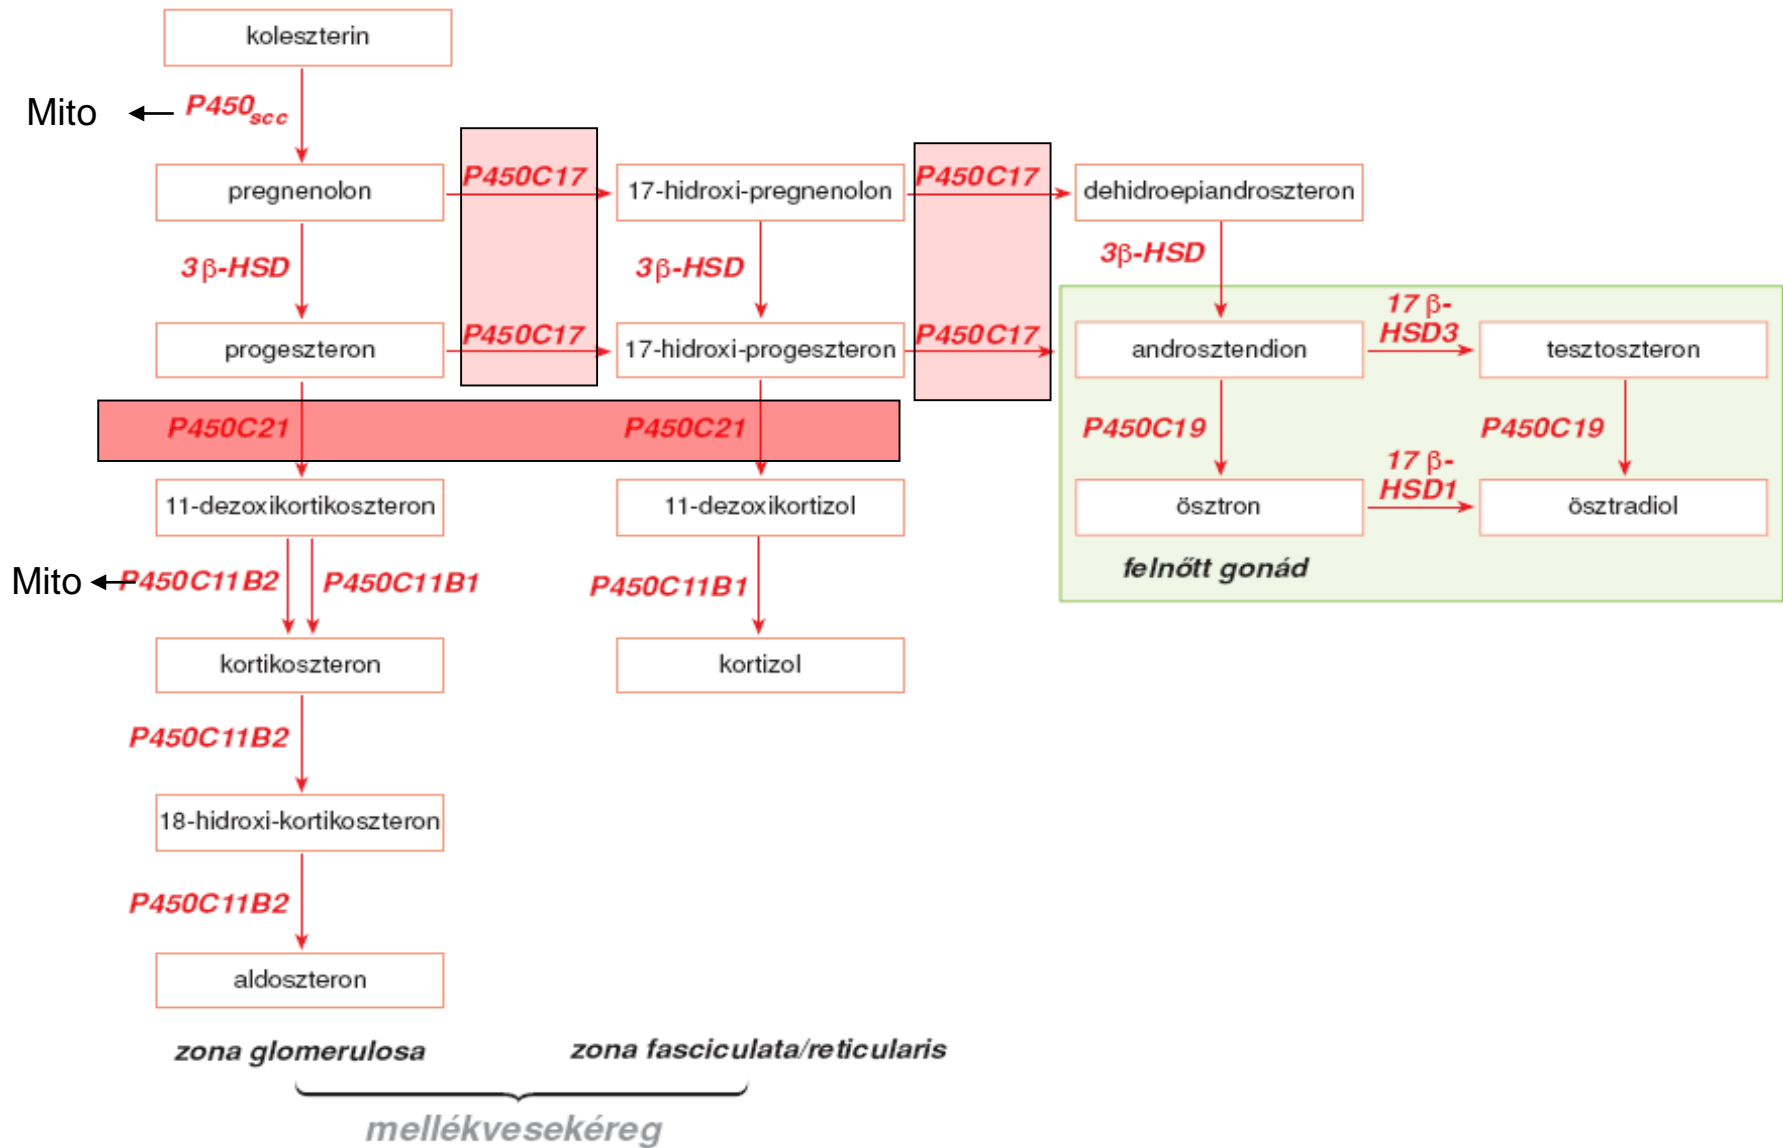 koleszterin
Mito
P450scc
P450C17
P450C17
pregnenolon
17-hidroxi-pregnenolon
dehidroepiandroszteron
3β-HSD
3β-HSD
3β-HSD
17 β-
HSD3
P450C17
P450C17
progeszteron
17-hidroxi-progeszteron
androsztendion
tesztoszteron
P450C21
P450C21
P450C19
P450C19
17 β-
HSD1
11-dezoxikortikoszteron
11-dezoxikortizol
ösztron
ösztradiol
felnőtt gonád
Mito
P450C11B2
P450C11B1
P450C11B1
kortikoszteron
kortizol
P450C11B2
18-hidroxi-kortikoszteron
P450C11B2
aldoszteron
zona glomerulosa
zona fasciculata/reticularis
mellékvesekéreg